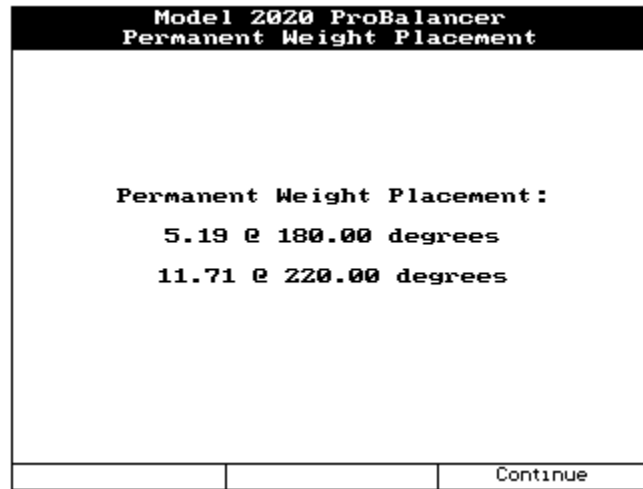 Model 2020 ProBalancer
Permanent Weight Placement
Permanent Weight Placement:
5.19 @ 180.00 degrees
11.71 @ 220.00 degrees
Continue